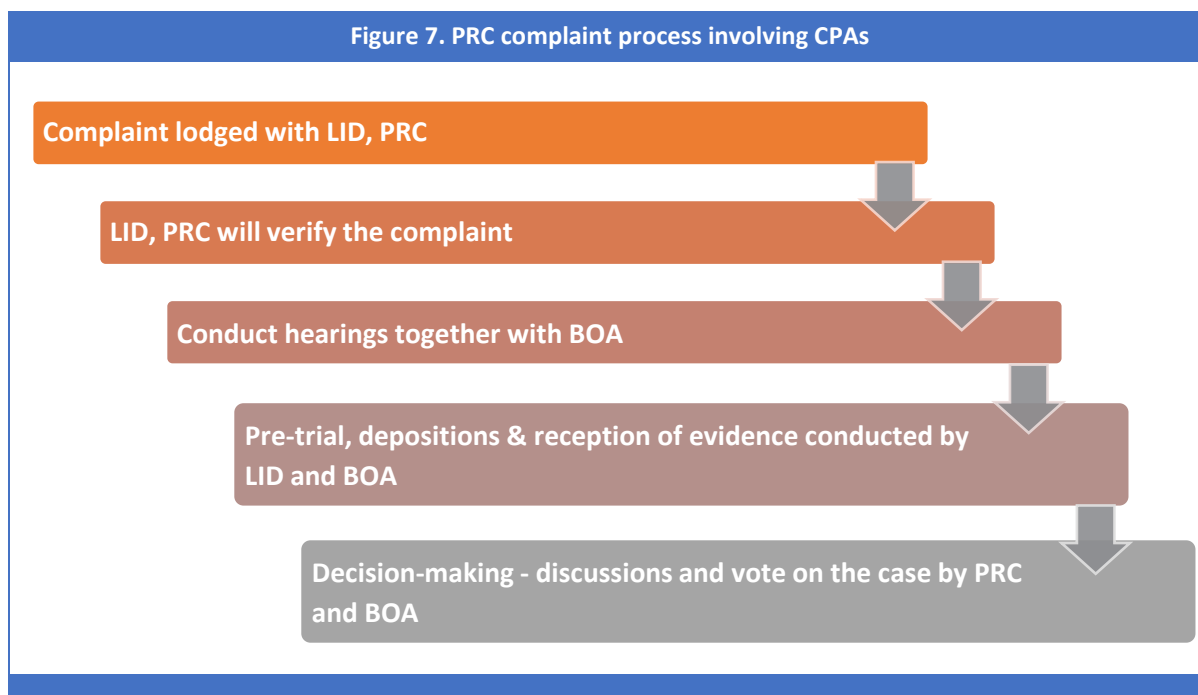 Figure 7. PRC complaint process involving CPAs
Complaint lodged with LID, PRC
LID, PRC will verify the complaint
Conduct hearings together with BOA
Pre-trial, depositions & reception of evidence conducted by
LID and BOA
Decision-making - discussions and vote on the case by PRC
and BOA